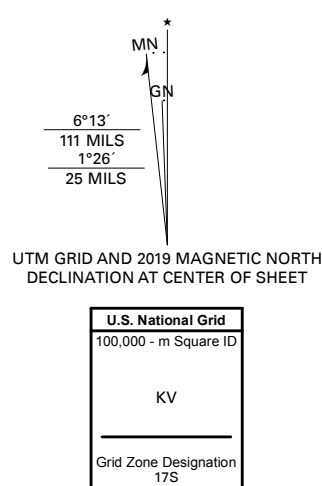 ★
MN
GN
6°13´
111 MILS
1°26´
25 MILS
UTM GRID AND 2019 MAGNETIC NORTH
DECLINATION AT CENTER OF SHEET
U.S. National Grid
100,000 - m Square ID
KV
Grid Zone Designation
17S